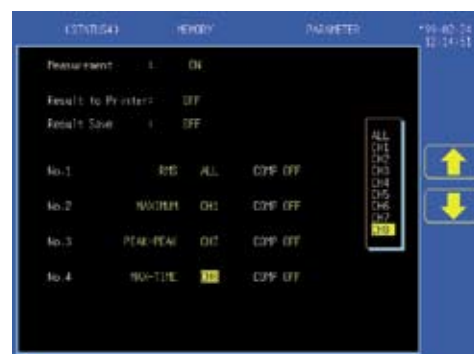 (STATUS4) MEMORY PARAMETER '99-02-24
12:14:51
Measurement : ON
Result to Printer: OFF
Result Save : OFF
No.1 RMS ALL COMP OFF
No.2 MAXIMUM CH1 COMP OFF
No.3 PEAK-PEAK CH7 COMP OFF
No.4 MAX-TIME CH8 COMP OFF
ALL
CH1
CH2
CH3
CH4
CH5
CH6
CH7
CH8